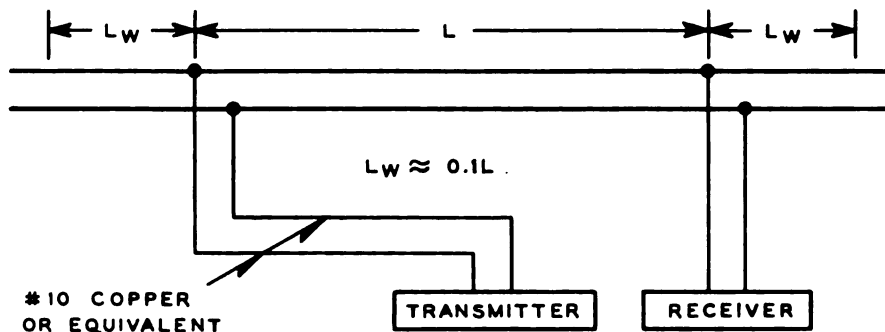 LW L LW
LW ≈ 0.1L
#10 COPPER
OR EQUIVALENT
TRANSMITTER RECEIVER